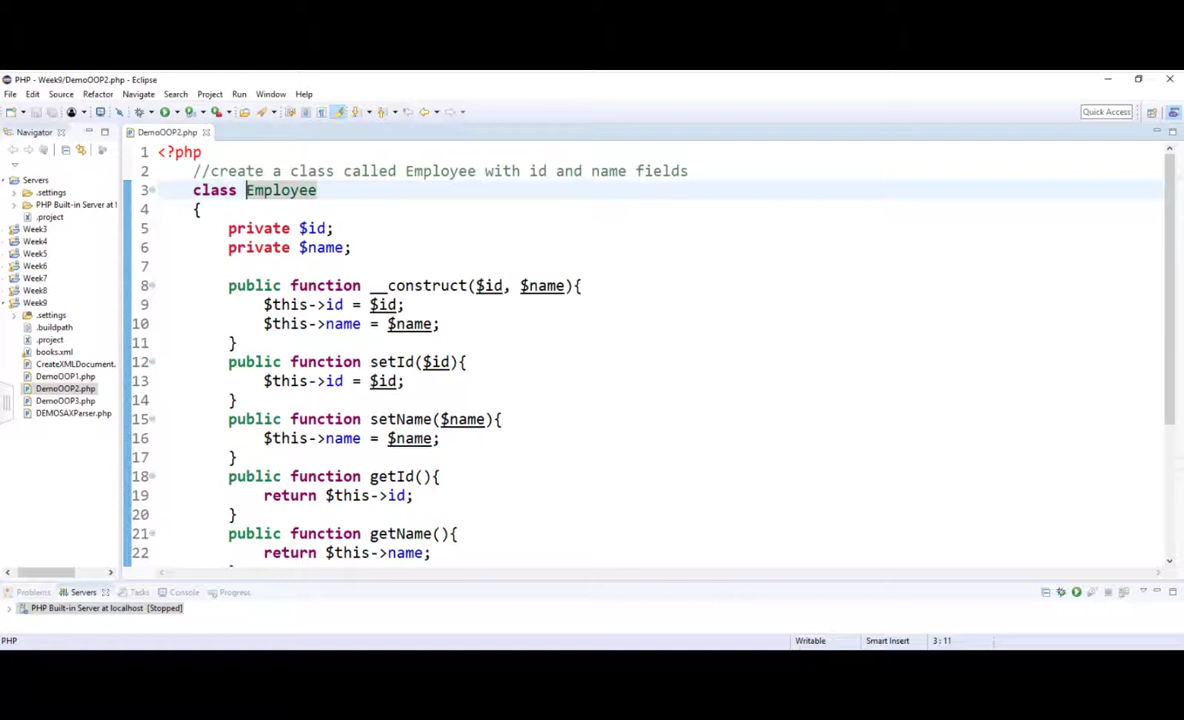 PHP - Week9/DemoOOP2.php - Eclipse
File Edit Source Refactor Navigate Search Project Run Window Help
Quick Access
Navigator
DemoOOP2.php
Servers
.settings
PHP Built-in Server at l
.project
Week3
Week4
Week5
Week6
Week7
Week8
Week9
.settings
.buildpath
.project
books.xml
CreateXMLDocument.
DemoOOP1.php
DemoOOP2.php
DemoOOP3.php
DEMOSAXParser.php
1 <?php
2 //create a class called Employee with id and name fields
3 class Employee
4 {
5 private $id;
6 private $name;
7
8 public function __construct($id, $name){
9 $this->id = $id;
10 $this->name = $name;
11 }
12 public function setId($id){
13 $this->id = $id;
14 }
15 public function setName($name){
16 $this->name = $name;
17 }
18 public function getId(){
19 return $this->id;
20 }
21 public function getName(){
22 return $this->name;
Problems Servers Tasks Console Progress
PHP Built-in Server at localhost [Stopped]
PHP Writable Smart Insert 3 : 11